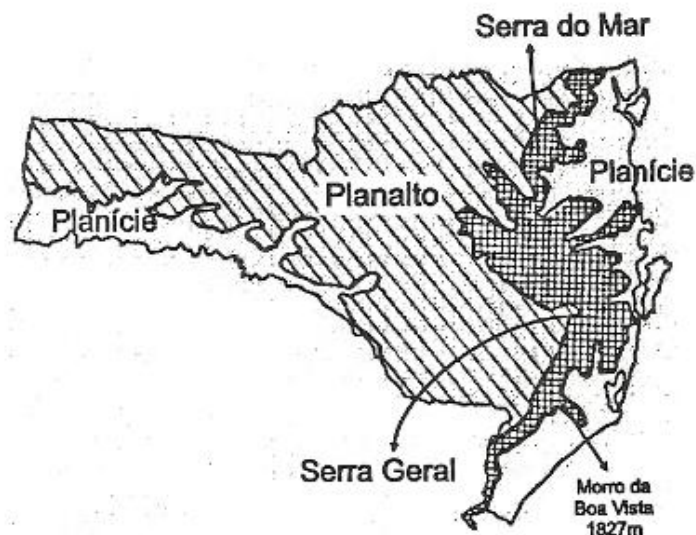 Serra do Mar
Planície
Planalto
Planície
Serra Geral
Morro da
Boa Vista
1827m